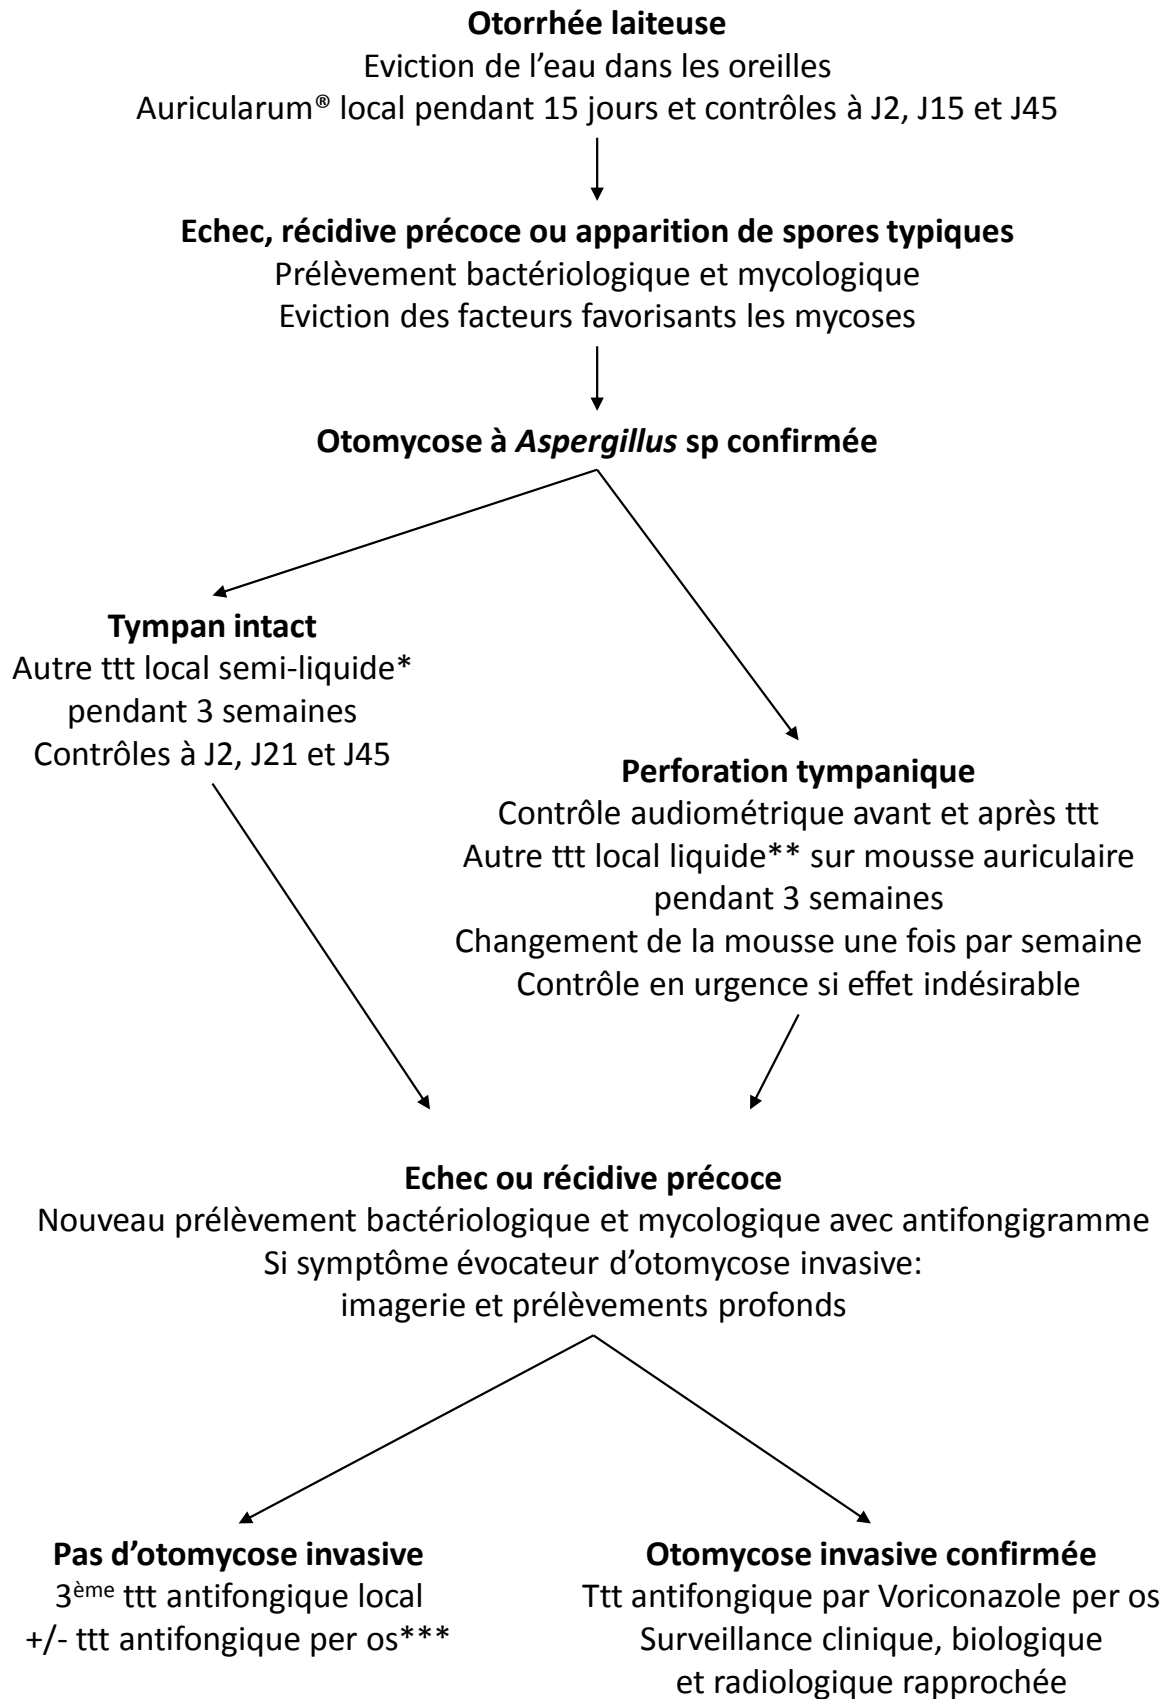 Otorrhée laiteuse
Eviction de l'eau dans les oreilles
Auricularum® local pendant 15 jours et contrôles à J2, J15 et J45
Echec, récidive précoce ou apparition de spores typiques
Prélèvement bactériologique et mycologique
Eviction des facteurs favorisants les mycoses
Otomycose à Aspergillus sp confirmée
Tympan intact
Autre ttt local semi-liquide*
pendant 3 semaines
Contrôles à J2, J21 et J45
Perforation tympanique
Contrôle audiométrique avant et après ttt
Autre ttt local liquide** sur mousse auriculaire
pendant 3 semaines
Changement de la mousse une fois par semaine
Contrôle en urgence si effet indésirable
Echec ou récidive précoce
Nouveau prélèvement bactériologique et mycologique avec antifongigramme
Si symptôme évocateur d'otomycose invasive:
imagerie et prélèvements profonds
Pas d'otomycose invasive
3ème ttt antifongique local
+/- ttt antifongique per os***
Otomycose invasive confirmée
Ttt antifongique par Voriconazole per os
Surveillance clinique, biologique
et radiologique rapprochée